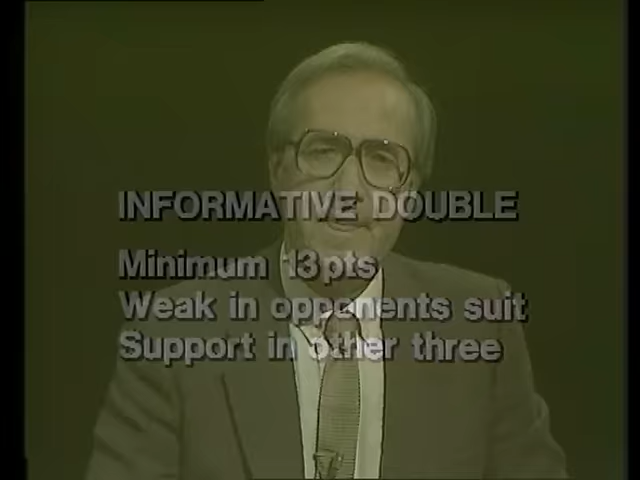 INFORMATIVE DOUBLE
Minimum 13pts
Weak in opponents suit
Support in other three